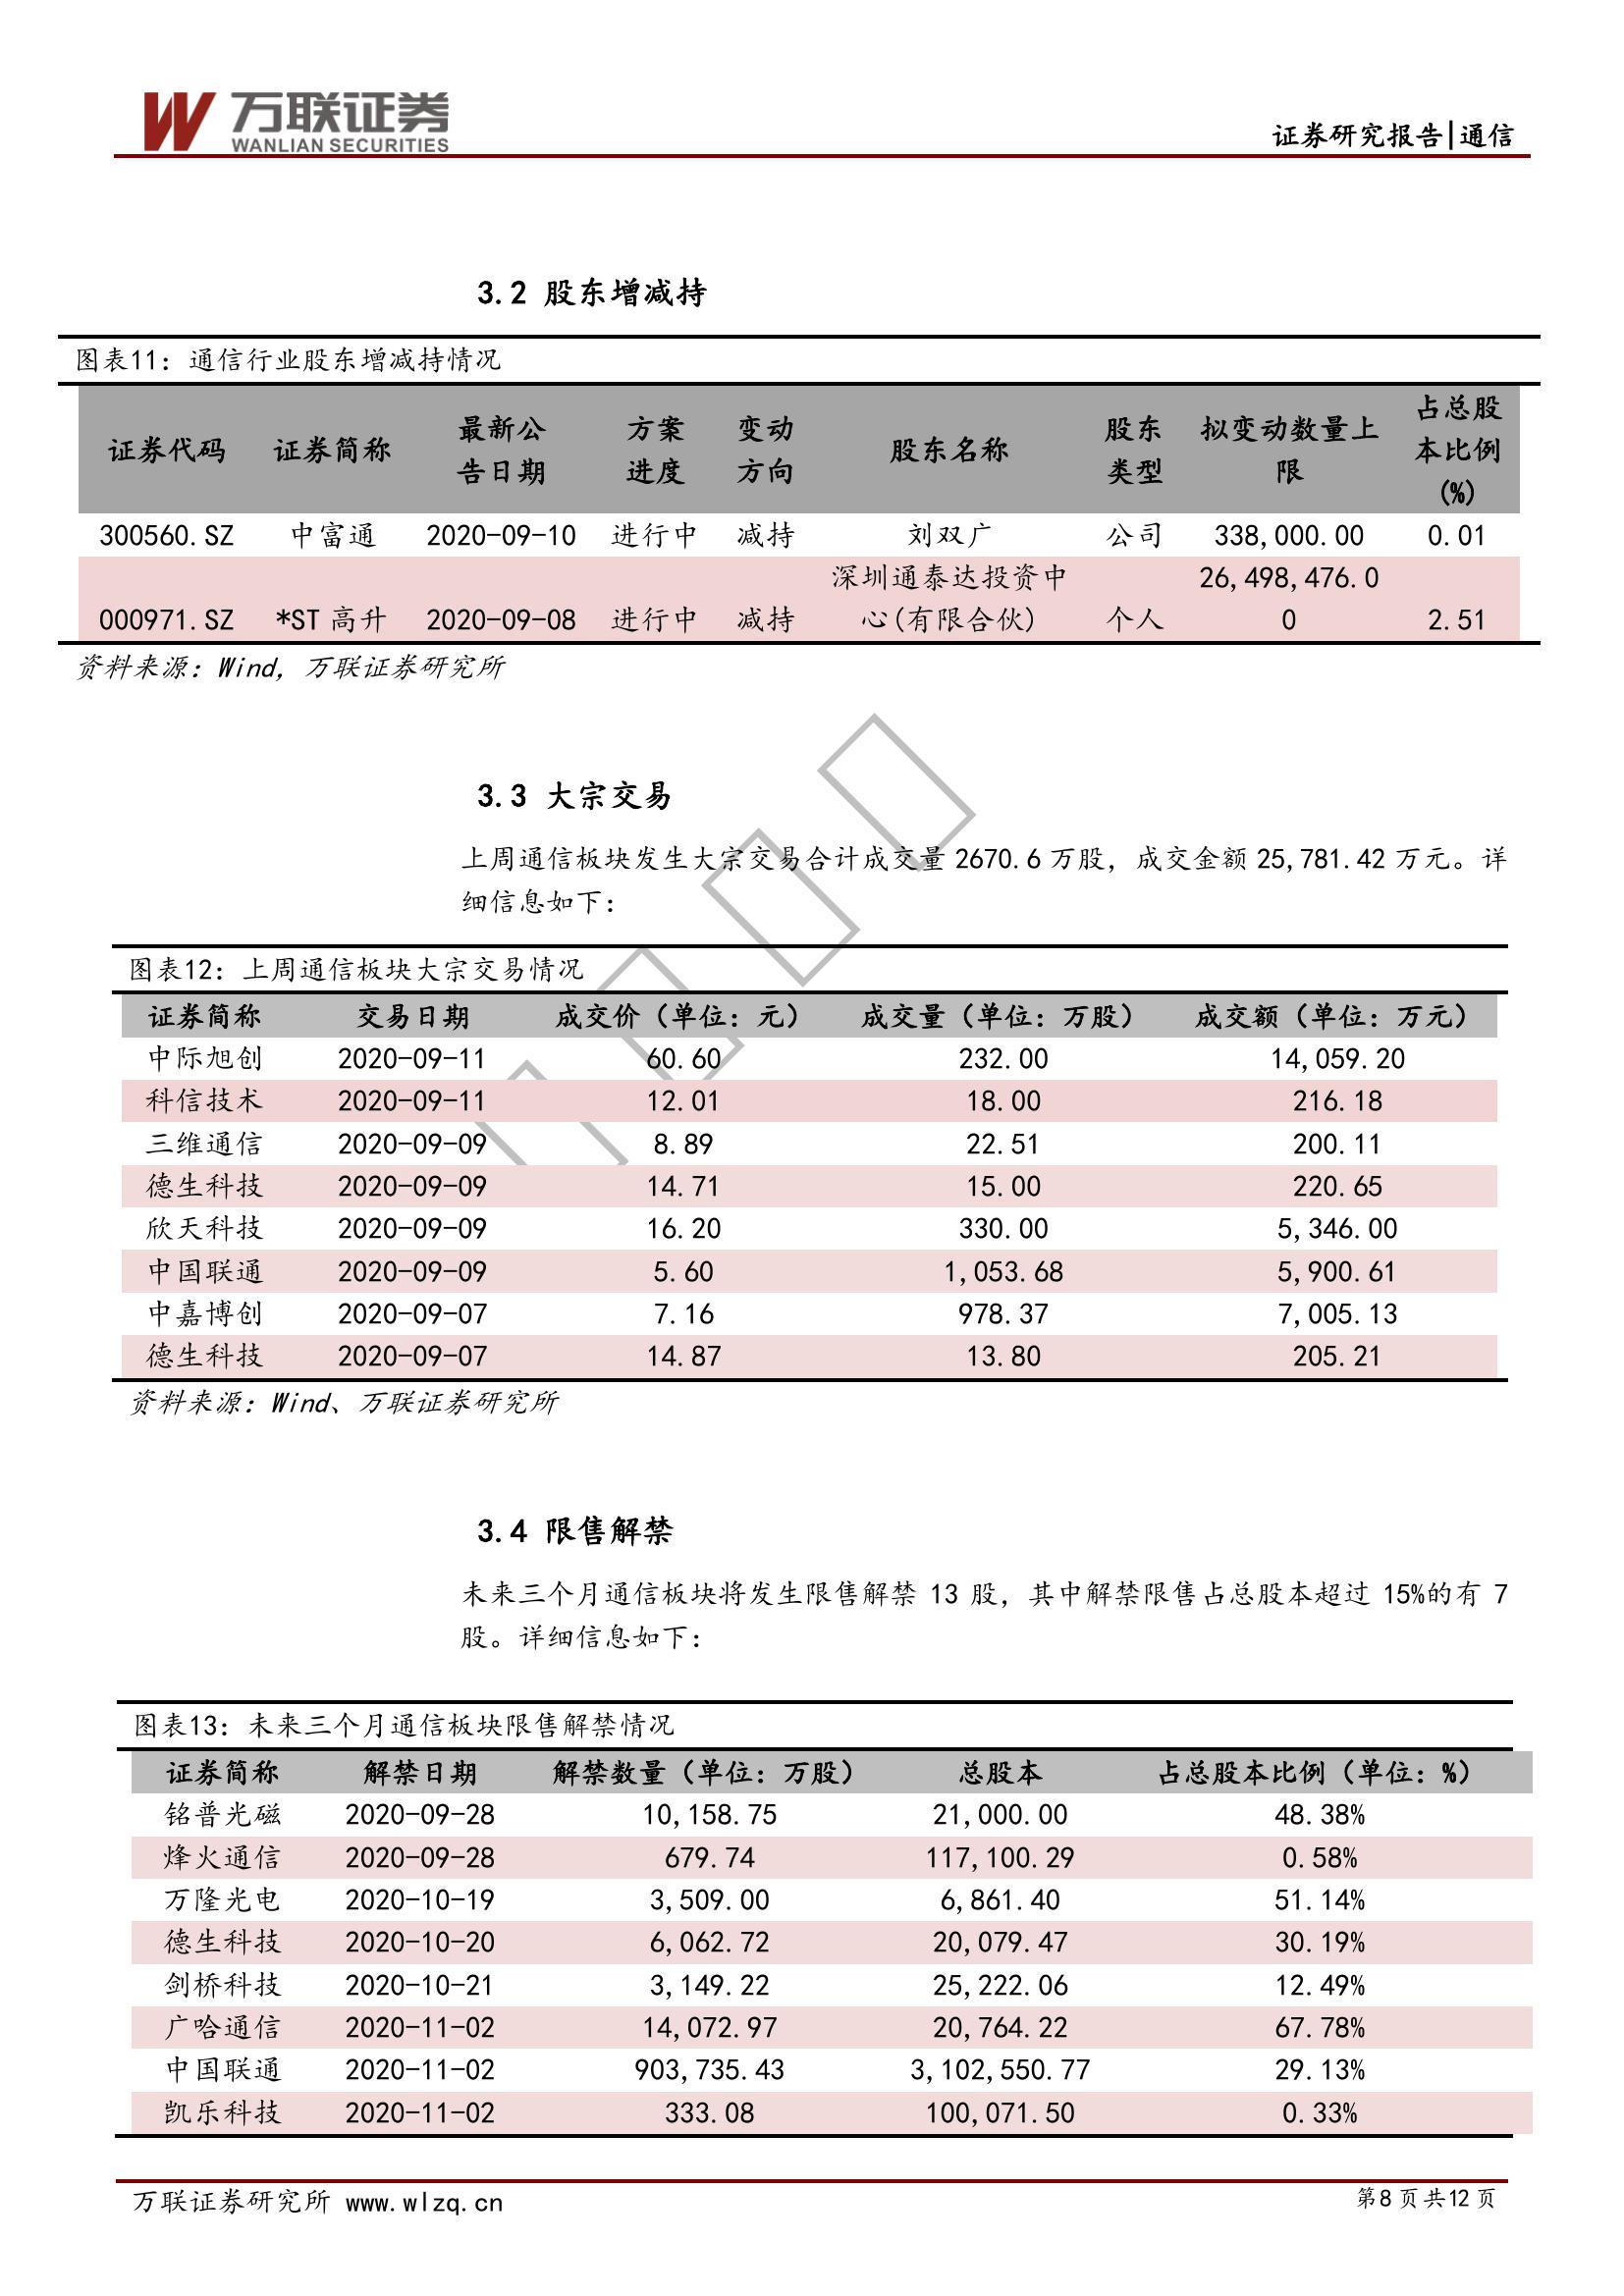 万联证券
WANLIAN SECURITIES
证券研究报告|通信
3.2 股东增减持
图表11：通信行业股东增减持情况
证券代码 证券简称 最新公告日期 方案进度 变动方向 股东名称 股东类型 拟变动数量上限 占总股本比例(%)
300560.SZ 中富通 2020-09-10 进行中 减持 刘双广 公司 338,000.00 0.01
000971.SZ *ST高升 2020-09-08 进行中 减持 深圳通泰达投资中心(有限合伙) 个人 26,498,476.00 2.51
资料来源：Wind，万联证券研究所
3.3 大宗交易
上周通信板块发生大宗交易合计成交量 2670.6 万股，成交金额 25,781.42 万元。详
细信息如下：
图表12：上周通信板块大宗交易情况
证券简称 交易日期 成交价（单位：元） 成交量（单位：万股） 成交额（单位：万元）
中际旭创 2020-09-11 60.60 232.00 14,059.20
科信技术 2020-09-11 12.01 18.00 216.18
三维通信 2020-09-09 8.89 22.51 200.11
德生科技 2020-09-09 14.71 15.00 220.65
欣天科技 2020-09-09 16.20 330.00 5,346.00
中国联通 2020-09-09 5.60 1,053.68 5,900.61
中嘉博创 2020-09-07 7.16 978.37 7,005.13
德生科技 2020-09-07 14.87 13.80 205.21
资料来源：Wind、万联证券研究所
3.4 限售解禁
未来三个月通信板块将发生限售解禁 13 股，其中解禁限售占总股本超过 15%的有 7
股。详细信息如下：
图表13：未来三个月通信板块限售解禁情况
证券简称 解禁日期 解禁数量（单位：万股） 总股本 占总股本比例（单位：%）
铭普光磁 2020-09-28 10,158.75 21,000.00 48.38%
烽火通信 2020-09-28 679.74 117,100.29 0.58%
万隆光电 2020-10-19 3,509.00 6,861.40 51.14%
德生科技 2020-10-20 6,062.72 20,079.47 30.19%
剑桥科技 2020-10-21 3,149.22 25,222.06 12.49%
广哈通信 2020-11-02 14,072.97 20,764.22 67.78%
中国联通 2020-11-02 903,735.43 3,102,550.77 29.13%
凯乐科技 2020-11-02 333.08 100,071.50 0.33%
万联证券研究所 www.wlzq.cn
第8页共12页